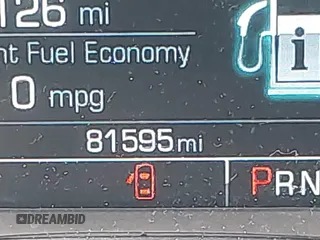 126 mi
nt Fuel Economy
0 mpg
i
81595 mi
PRN
DREAMBID